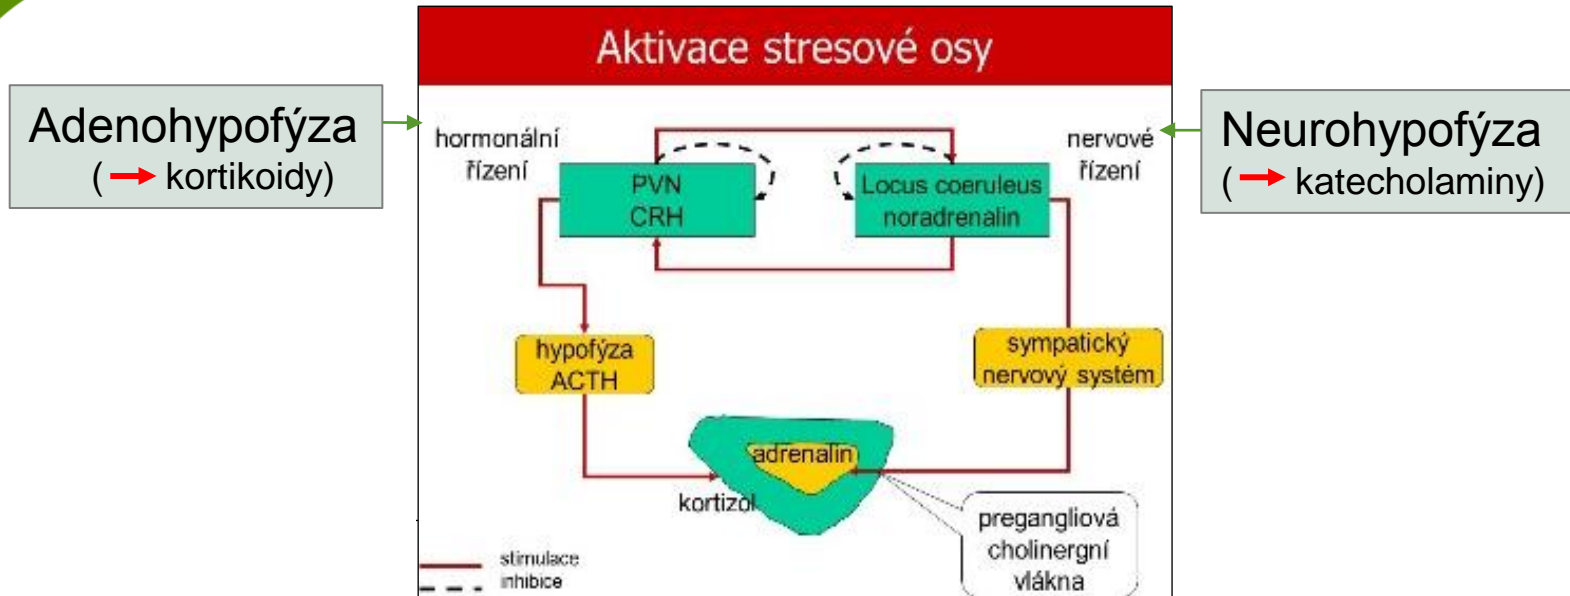 Aktivace stresové osy
Adenohypofýza
( → kortikoidy)
hormonální
řízení
nervové
řízení
Neurohypofýza
( → katecholaminy)
PVN
CRH
Locus coeruleus
noradrenalin
hypofýza
ACTH
sympatický
nervový systém
adrenalin
kortizol
pregangliová
cholinergní
vlákna
stimulace
inhibice